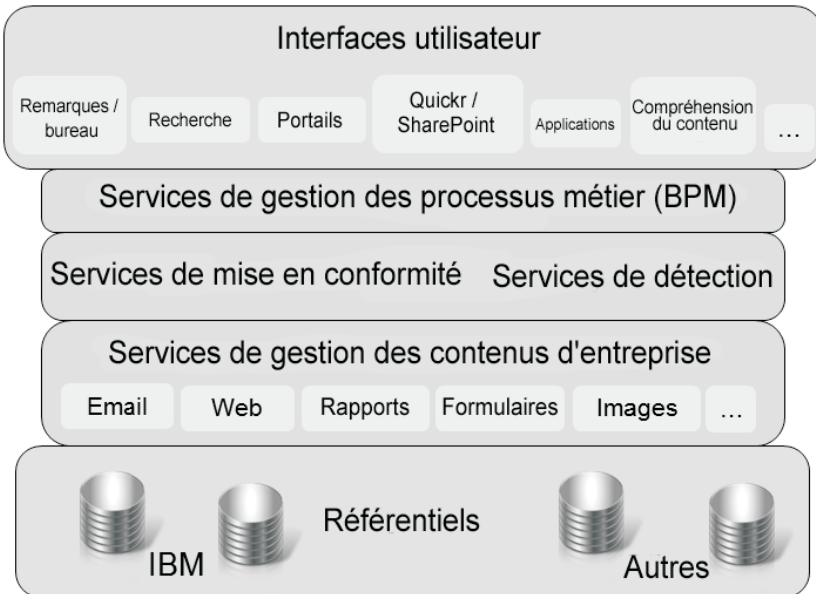 Interfaces utilisateur
Remarques /
bureau
Recherche
Portails
Quickr /
SharePoint
Applications
Compréhension
du contenu
...
Services de gestion des processus métier (BPM)
Services de mise en conformité
Services de détection
Services de gestion des contenus d'entreprise
Email
Web
Rapports
Formulaires
Images
...
Référentiels
IBM
Autres